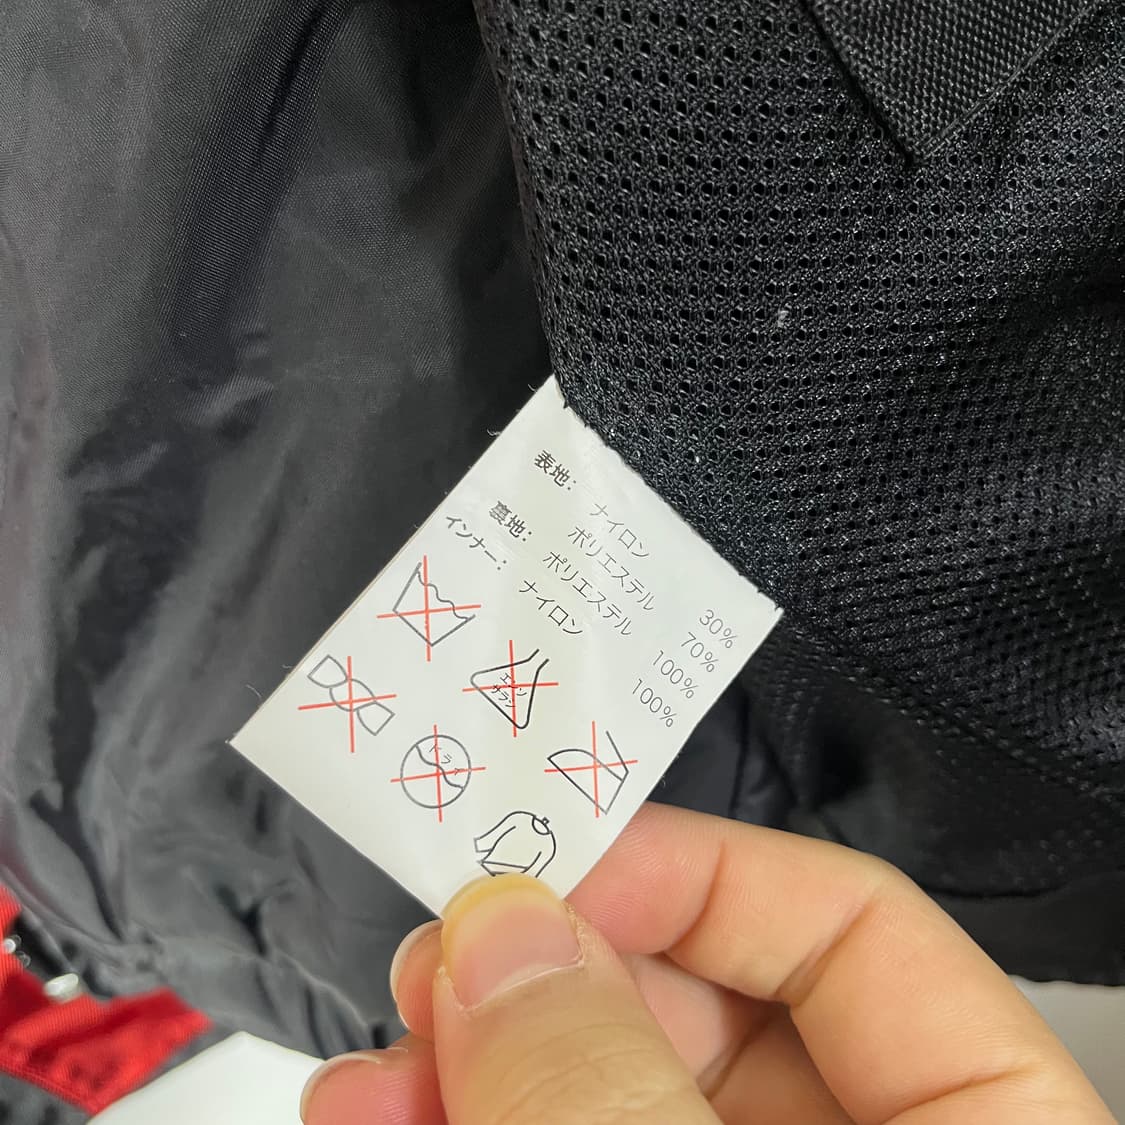 表地: ナイロン 30%
ポリエステル 70%
裏地: ポリエステル 100%
インナー: ナイロン 100%
エンソ
サラシ
ドライ